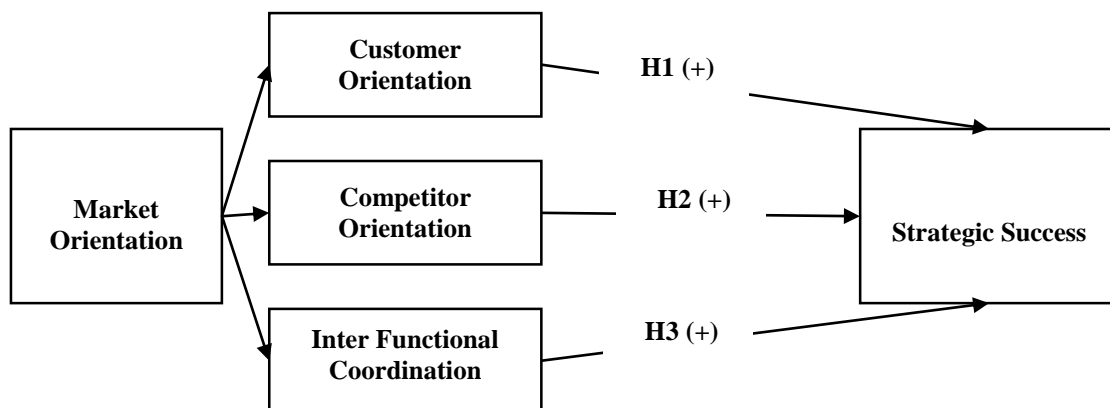 Market
Orientation
Customer
Orientation
H1 (+)
Competitor
Orientation
H2 (+)
Inter Functional
Coordination
H3 (+)
Strategic Success